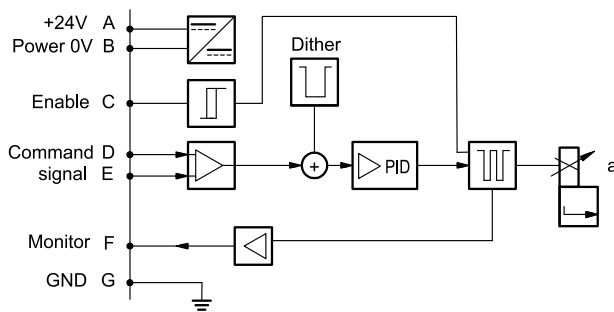 +24V A
Power 0V B
Dither
Enable C
Command D
signal E
+
PID
a
Monitor F
GND G